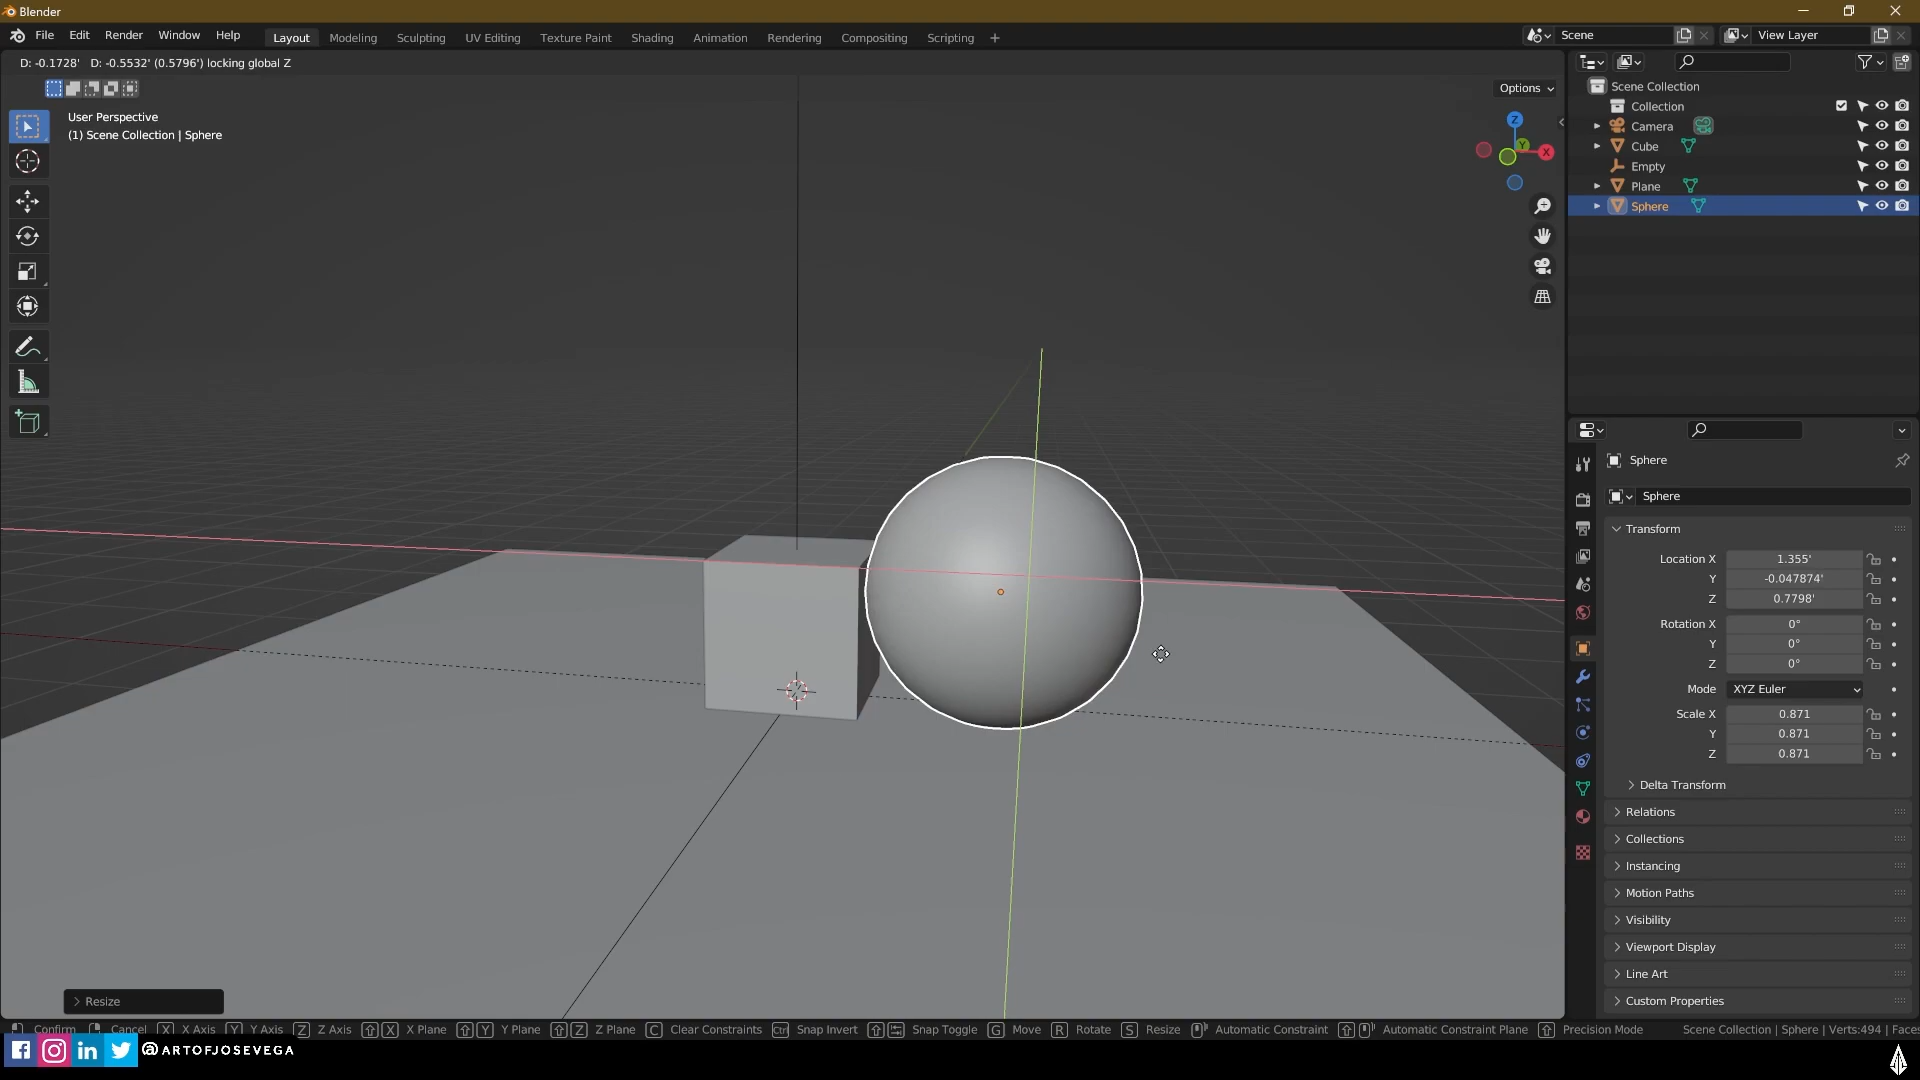 Blender
File Edit Render Window Help Layout Modeling Sculpting UV Editing Texture Paint Shading Animation Rendering Compositing Scripting + Scene View Layer
D: -0.1728' D: -0.5532' (0.5796') locking global Z
Options
User Perspective
(1) Scene Collection | Sphere
Z
Y
X
Scene Collection
Collection
Camera
Cube
Empty
Plane
Sphere
Sphere
Sphere
Transform
Location X 1.355'
Y -0.047874'
Z 0.7798'
Rotation X 0°
Y 0°
Z 0°
Mode XYZ Euler
Scale X 0.871
Y 0.871
Z 0.871
Delta Transform
Relations
Collections
Instancing
Motion Paths
Visibility
Viewport Display
Line Art
Custom Properties
Resize
Confirm Cancel X X Axis Y Y Axis Z Z Axis X X Plane Y Y Plane Z Z Plane C Clear Constraints Ctrl Snap Invert Snap Toggle G Move R Rotate S Resize Automatic Constraint Automatic Constraint Plane Precision Mode Scene Collection | Sphere | Verts:494 | Faces
@ARTOFJOSEVEGA